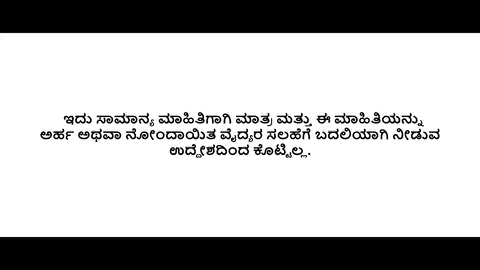 ಇದು ಸಾಮಾನ್ಯ ಮಾಹಿತಿಗಾಗಿ ಮಾತ್ರ ಮತ್ತು ಈ ಮಾಹಿತಿಯನ್ನು
ಅರ್ಹ ಅಥವಾ ನೋಂದಾಯಿತ ವೈದ್ಯರ ಸಲಹೆಗೆ ಬದಲಿಯಾಗಿ ನೀಡುವ
ಉದ್ದೇಶದಿಂದ ಕೊಟ್ಟಿಲ್ಲ.